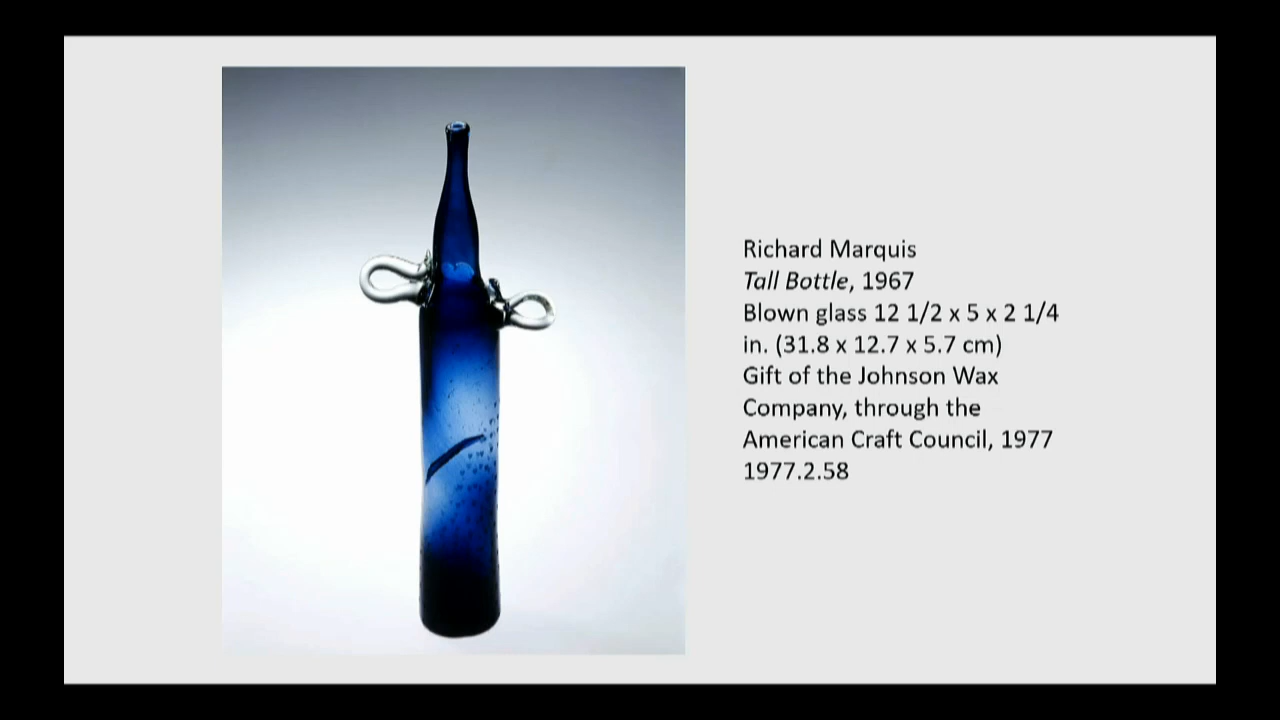 Richard Marquis
Tall Bottle, 1967
Blown glass 12 1/2 x 5 x 2 1/4
in. (31.8 x 12.7 x 5.7 cm)
Gift of the Johnson Wax
Company, through the
American Craft Council, 1977
1977.2.58